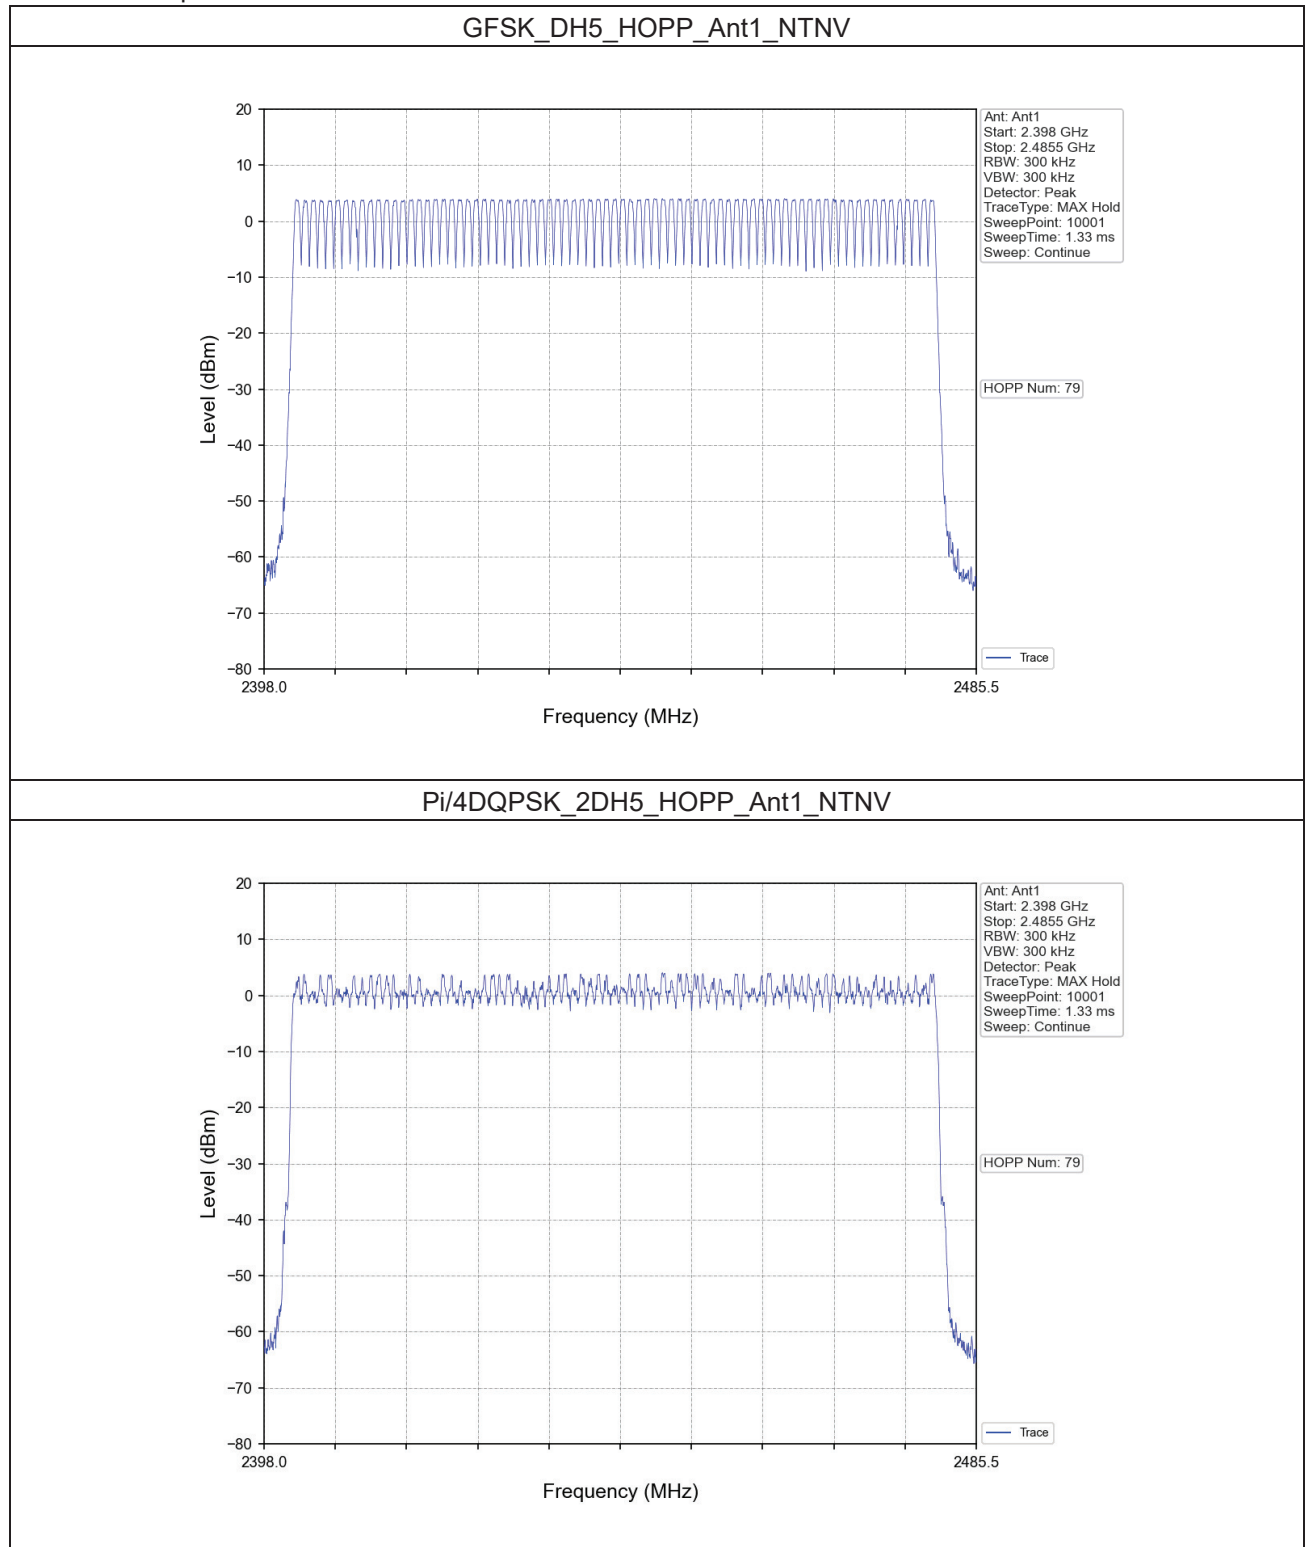 GFSK_DH5_HOPP_Ant1_NTNV
20
10
0
−10
−20
−30
−40
−50
−60
−70
−80
Level (dBm)
2398.0
2485.5
Frequency (MHz)
Ant: Ant1
Start: 2.398 GHz
Stop: 2.4855 GHz
RBW: 300 kHz
VBW: 300 kHz
Detector: Peak
TraceType: MAX Hold
SweepPoint: 10001
SweepTime: 1.33 ms
Sweep: Continue
HOPP Num: 79
Trace
Pi/4DQPSK_2DH5_HOPP_Ant1_NTNV
20
10
0
−10
−20
−30
−40
−50
−60
−70
−80
Level (dBm)
2398.0
2485.5
Frequency (MHz)
Ant: Ant1
Start: 2.398 GHz
Stop: 2.4855 GHz
RBW: 300 kHz
VBW: 300 kHz
Detector: Peak
TraceType: MAX Hold
SweepPoint: 10001
SweepTime: 1.33 ms
Sweep: Continue
HOPP Num: 79
Trace